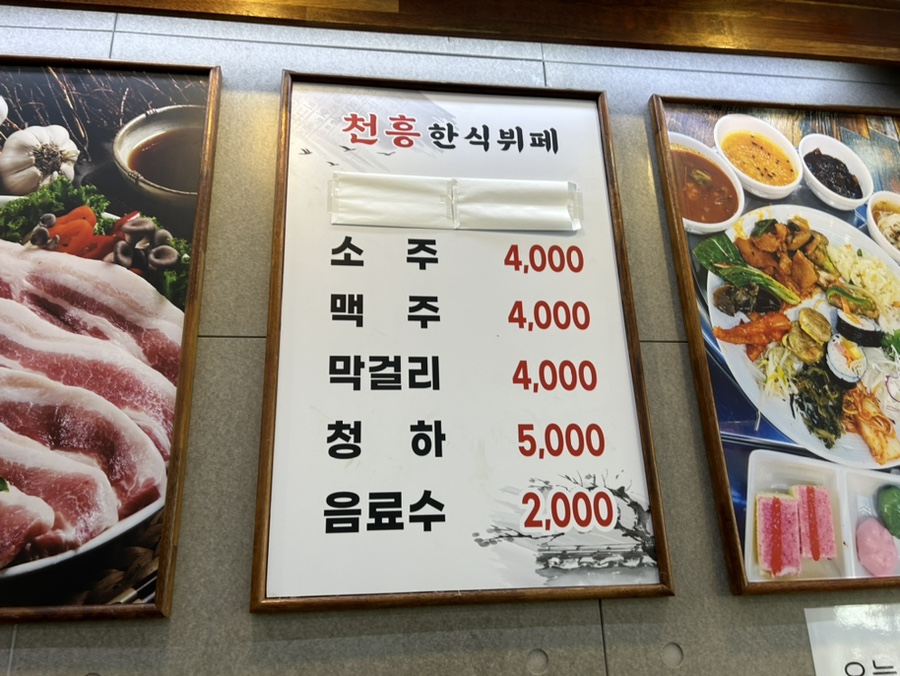 천흥 한식뷔페
소 주 4,000
맥 주 4,000
막걸리 4,000
청 하 5,000
음료수 2,000